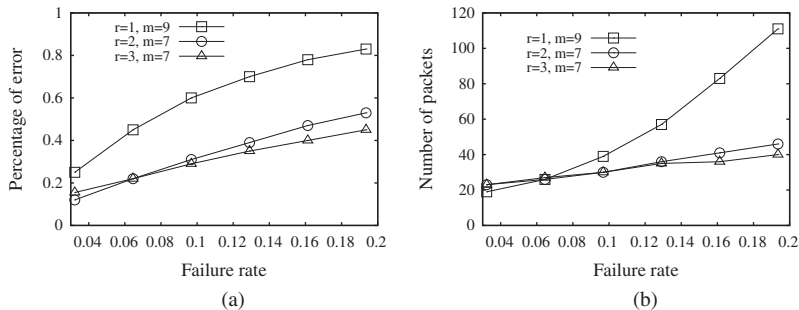 1
0.8
0.6
0.4
0.2
0
Percentage of error
r=1, m=9
r=2, m=7
r=3, m=7
0.04 0.06 0.08 0.1 0.12 0.14 0.16 0.18 0.2
Failure rate
(a)
120
100
80
60
40
20
0
Number of packets
r=1, m=9
r=2, m=7
r=3, m=7
0.04 0.06 0.08 0.1 0.12 0.14 0.16 0.18 0.2
Failure rate
(b)